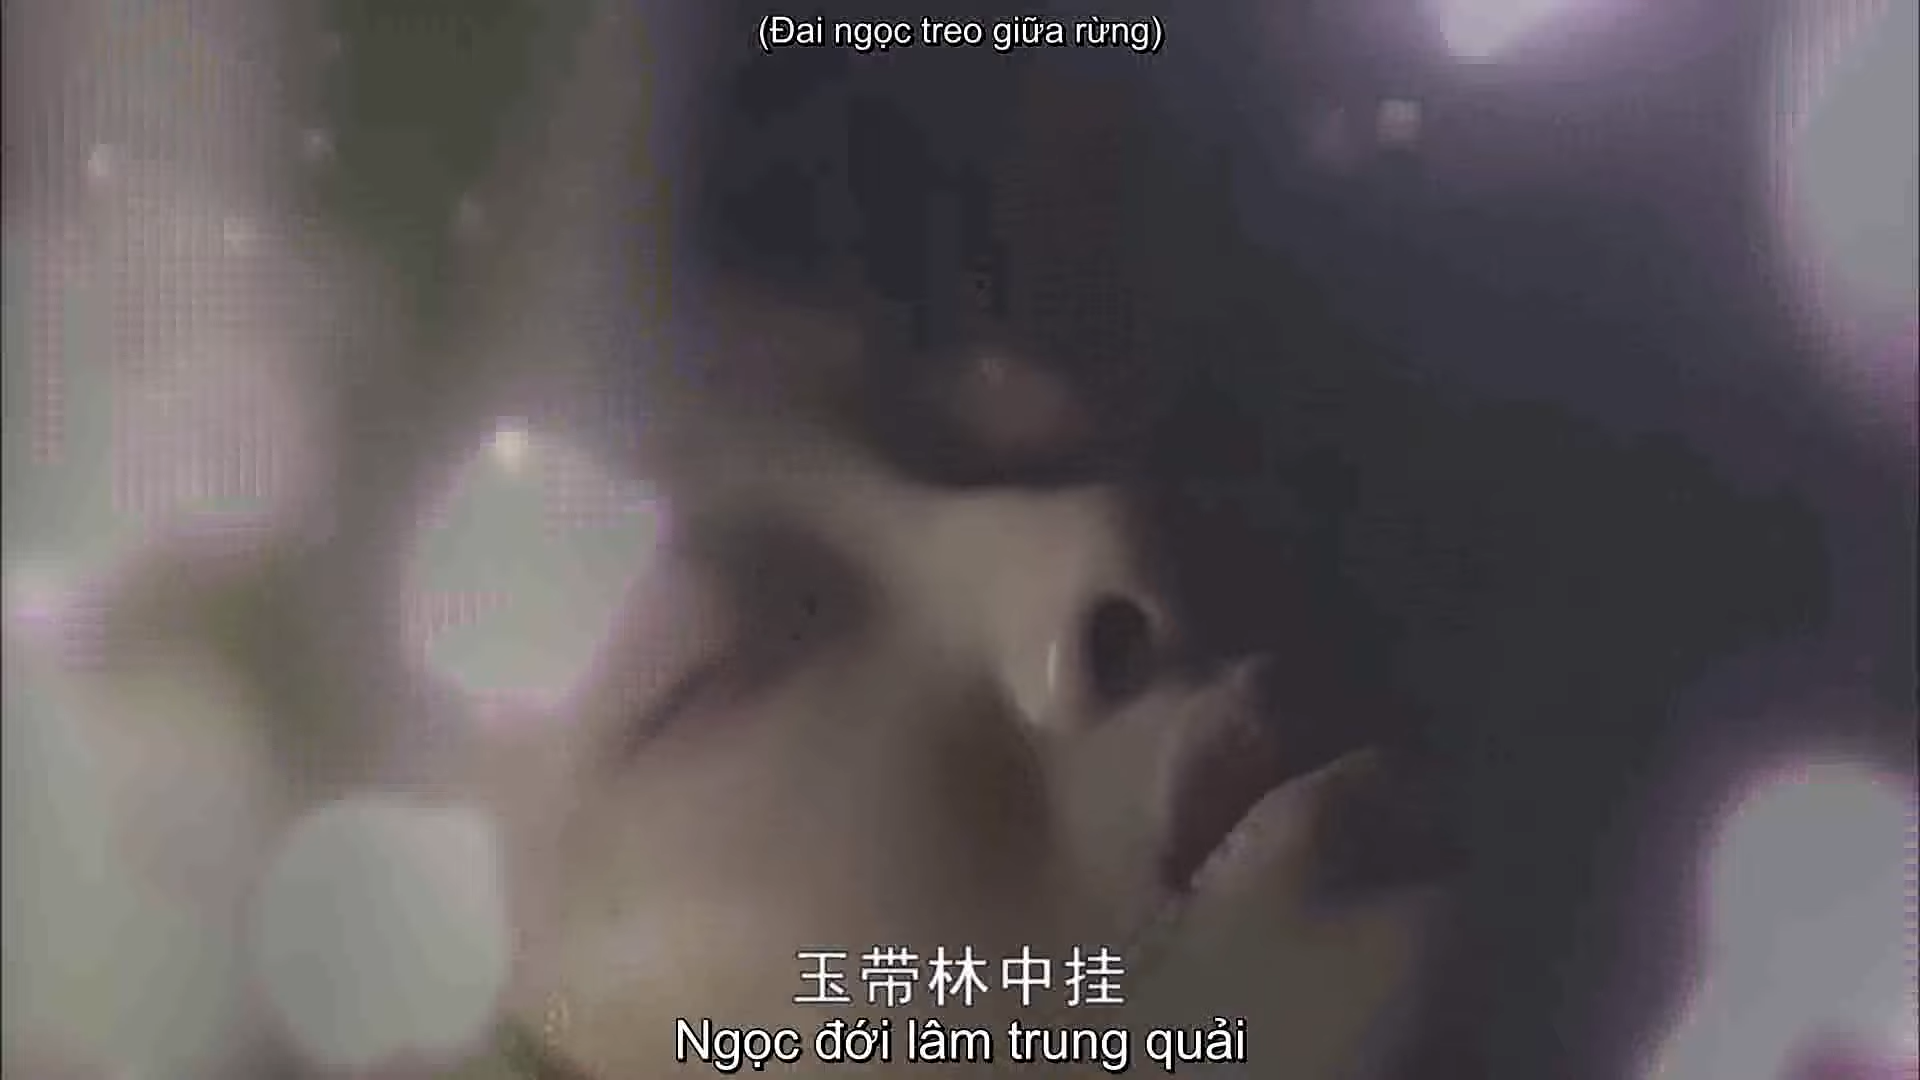 (Đai ngọc treo giữa rừng)
玉带林中挂
Ngọc đới lâm trung quải